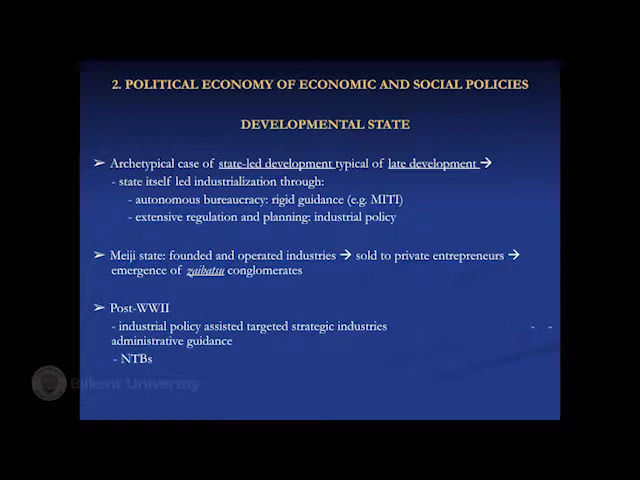 2. POLITICAL ECONOMY OF ECONOMIC AND SOCIAL POLICIES
DEVELOPMENTAL STATE
➢ Archetypical case of state-led development typical of late development →
- state itself led industrialization through:
- autonomous bureaucracy: rigid guidance (e.g. MITI)
- extensive regulation and planning: industrial policy
➢ Meiji state: founded and operated industries → sold to private entrepreneurs →
emergence of zaibatsu conglomerates
➢ Post-WWII
- industrial policy assisted targeted strategic industries - -
administrative guidance
- NTBs
Bilkent University